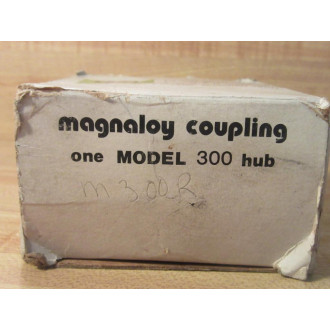 magnaloy coupling
one MODEL 300 hub
m300R